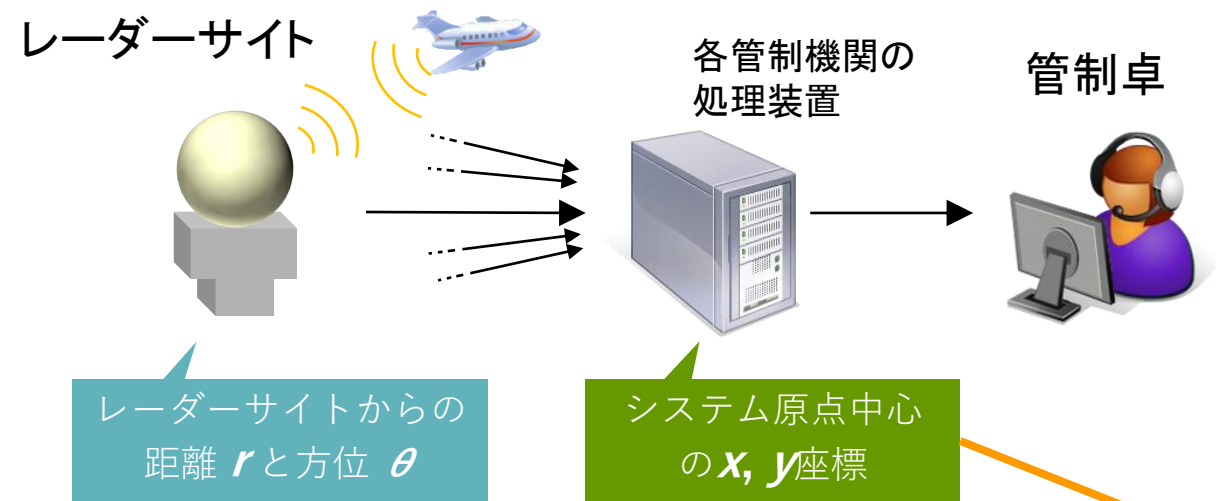 レーダーサイト
各管制機関の
処理装置
管制卓
レーダーサイトからの
距離 r と方位 θ
システム原点中心
のx, y座標